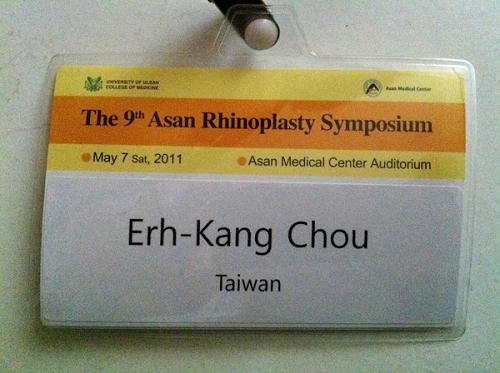 UNIVERSITY OF ULSAN
COLLEGE OF MEDICINE
Asan Medical Center
The 9th Asan Rhinoplasty Symposium
May 7 Sat, 2011
Asan Medical Center Auditorium
Erh-Kang Chou
Taiwan